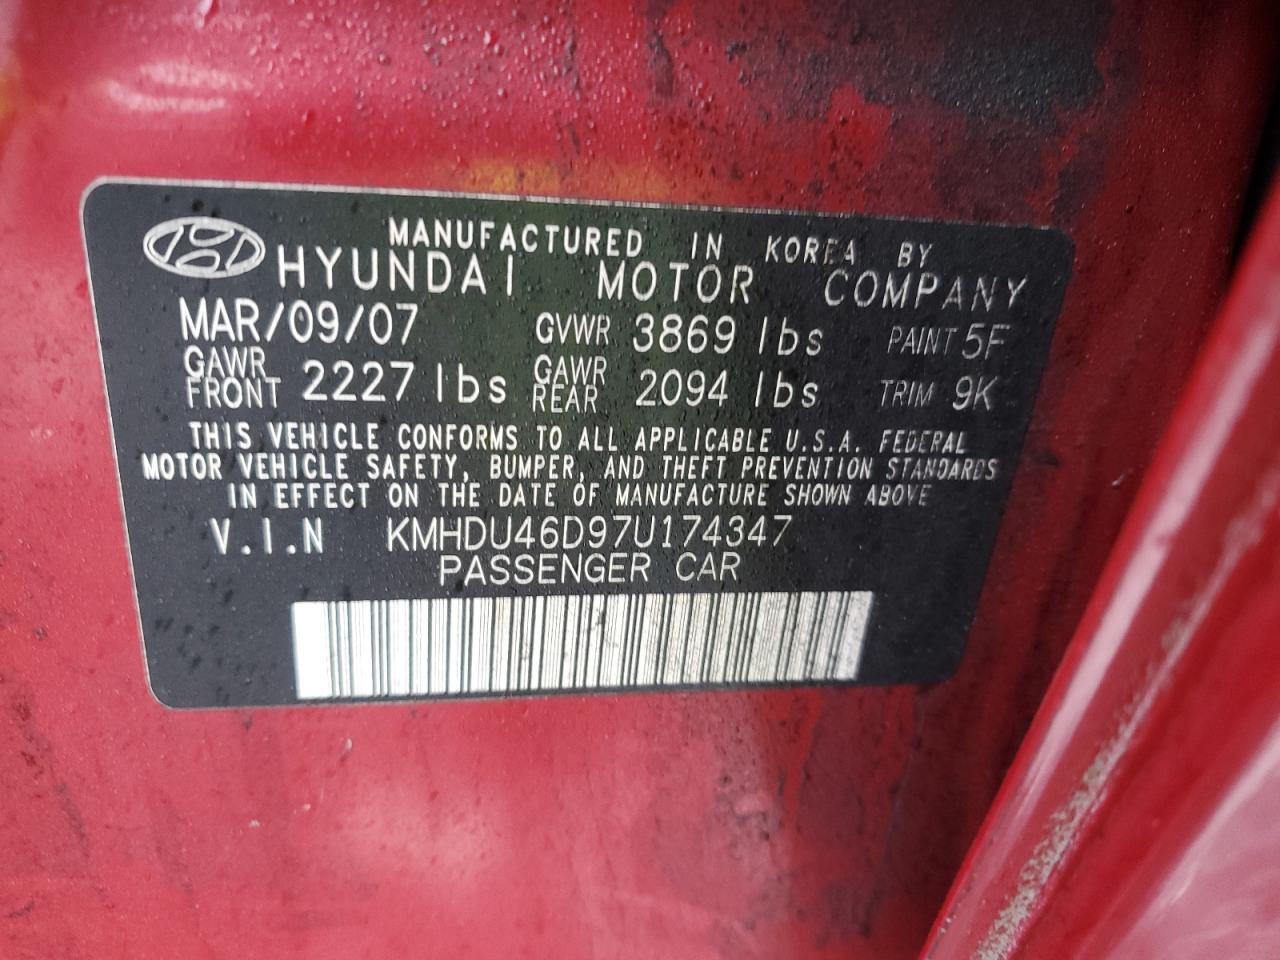 MANUFACTURED IN KOREA BY
HYUNDAI MOTOR COMPANY
MAR/09/07 GVWR 3869 lbs PAINT 5F
GAWR FRONT 2227 lbs GAWR REAR 2094 lbs TRIM 9K
THIS VEHICLE CONFORMS TO ALL APPLICABLE U.S.A. FEDERAL
MOTOR VEHICLE SAFETY, BUMPER, AND THEFT PREVENTION STANDARDS
IN EFFECT ON THE DATE OF MANUFACTURE SHOWN ABOVE
V.I.N KMHDU46D97U174347
PASSENGER CAR